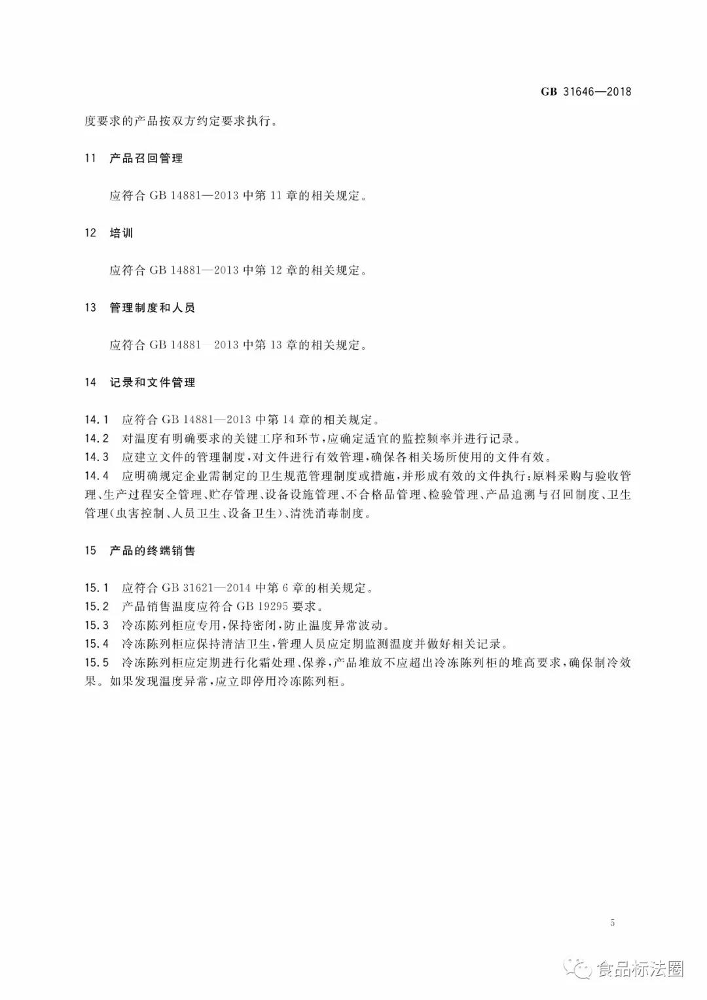 GB 31646—2018
度要求的产品按双方约定要求执行。
11 产品召回管理
应符合 GB 14881—2013 中第 11 章的相关规定。
12 培训
应符合 GB 14881—2013 中第 12 章的相关规定。
13 管理制度和人员
应符合 GB 14881—2013 中第 13 章的相关规定。
14 记录和文件管理
14.1 应符合 GB 14881—2013 中第 14 章的相关规定。
14.2 对温度有明确要求的关键工序和环节,应确定适宜的监控频率并进行记录。
14.3 应建立文件的管理制度,对文件进行有效管理,确保各相关场所使用的文件有效。
14.4 应明确规定企业需制定的卫生规范管理制度或措施,并形成有效的文件执行:原料采购与验收管
理、生产过程安全管理、贮存管理、设备设施管理、不合格品管理、检验管理、产品追溯与召回制度、卫生
管理(虫害控制、人员卫生、设备卫生)、清洗消毒制度。
15 产品的终端销售
15.1 应符合 GB 31621—2014 中第 6 章的相关规定。
15.2 产品销售温度应符合 GB 19295 要求。
15.3 冷冻陈列柜应专用,保持密闭,防止温度异常波动。
15.4 冷冻陈列柜应保持清洁卫生,管理人员应定期监测温度并做好相关记录。
15.5 冷冻陈列柜应定期进行化霜处理、保养,产品堆放不应超出冷冻陈列柜的堆高要求,确保制冷效
果。如果发现温度异常,应立即停用冷冻陈列柜。
5
食品标法圈